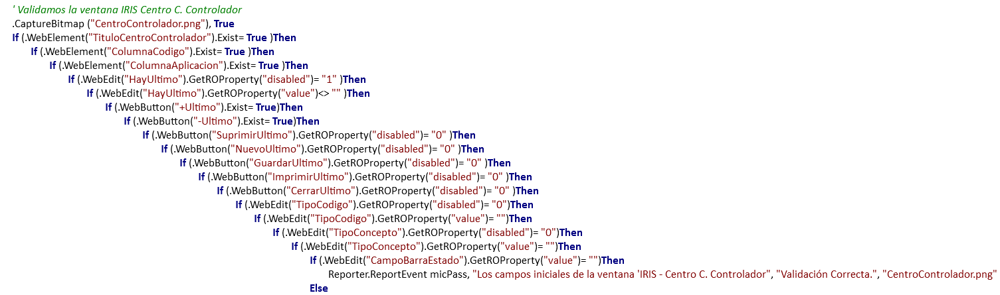 ' Validamos la ventana IRIS Centro C. Controlador
.CaptureBitmap ("CentroControlador.png"), True
If (.WebElement("TituloCentroControlador").Exist= True )Then
If (.WebElement("ColumnaCodigo").Exist= True )Then
If (.WebElement("ColumnaAplicacion").Exist= True )Then
If (.WebEdit("HayUltimo").GetROProperty("disabled")= "1" )Then
If (.WebEdit("HayUltimo").GetROProperty("value")<> "" )Then
If (.WebButton("+Ultimo").Exist= True)Then
If (.WebButton("-Ultimo").Exist= True)Then
If (.WebButton("SuprimirUltimo").GetROProperty("disabled")= "0" )Then
If (.WebButton("NuevoUltimo").GetROProperty("disabled")= "0" )Then
If (.WebButton("GuardarUltimo").GetROProperty("disabled")= "0" )Then
If (.WebButton("ImprimirUltimo").GetROProperty("disabled")= "0" )Then
If (.WebButton("CerrarUltimo").GetROProperty("disabled")= "0" )Then
If (.WebEdit("TipoCodigo").GetROProperty("disabled")= "0")Then
If (.WebEdit("TipoCodigo").GetROProperty("value")= "")Then
If (.WebEdit("TipoConcepto").GetROProperty("disabled")= "0")Then
If (.WebEdit("TipoConcepto").GetROProperty("value")= "")Then
If (.WebEdit("CampoBarraEstado").GetROProperty("value")= "")Then
Reporter.ReportEvent micPass, "Los campos iniciales de la ventana 'IRIS - Centro C. Controlador", "Validación Correcta.", "CentroControlador.png"
Else